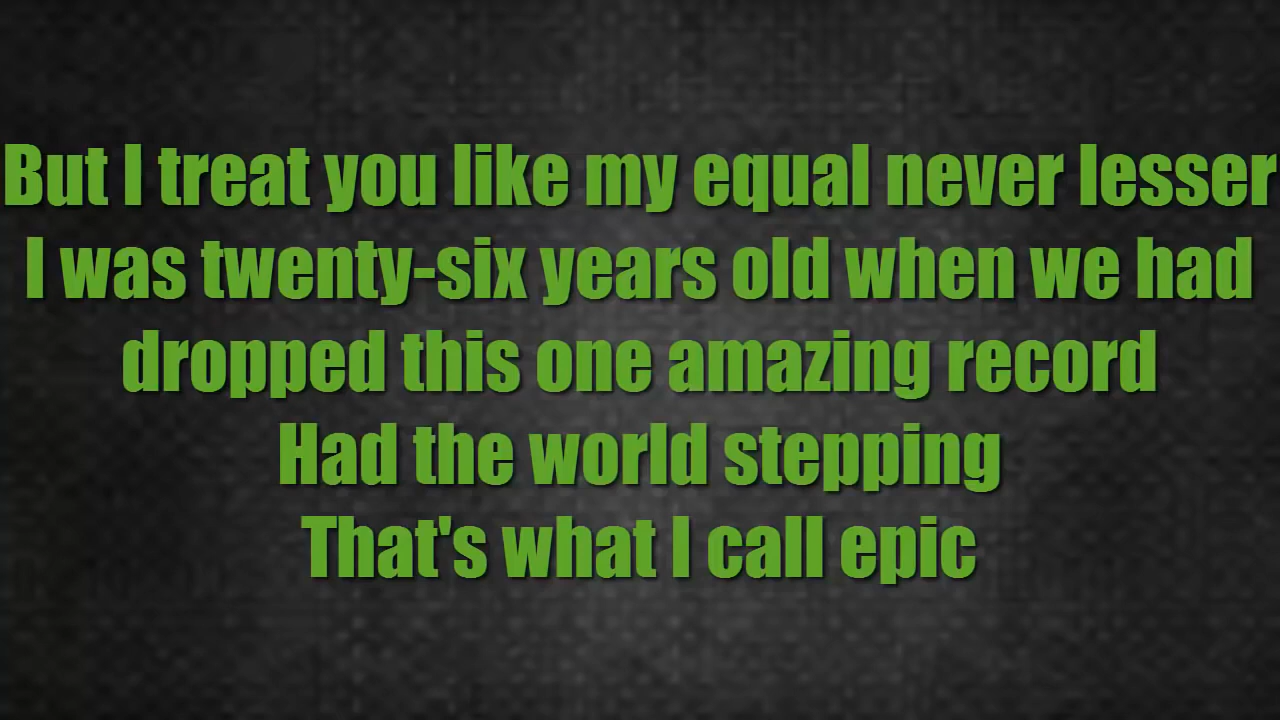 But I treat you like my equal never lesser
I was twenty-six years old when we had
dropped this one amazing record
Had the world stepping
That's what I call epic